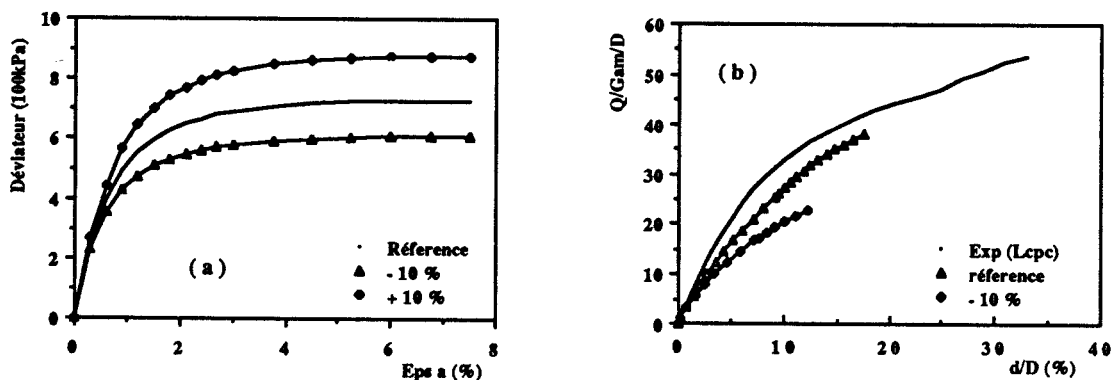 10
8
6
4
2
0
Déviateur (100kPa)
(a)
Réference
- 10 %
+ 10 %
0 2 4 6 8
Eps a (%)
60
50
40
30
20
10
0
Q/Gam/D
(b)
Exp (Lcpc)
réference
- 10 %
0 10 20 30 40
d/D (%)